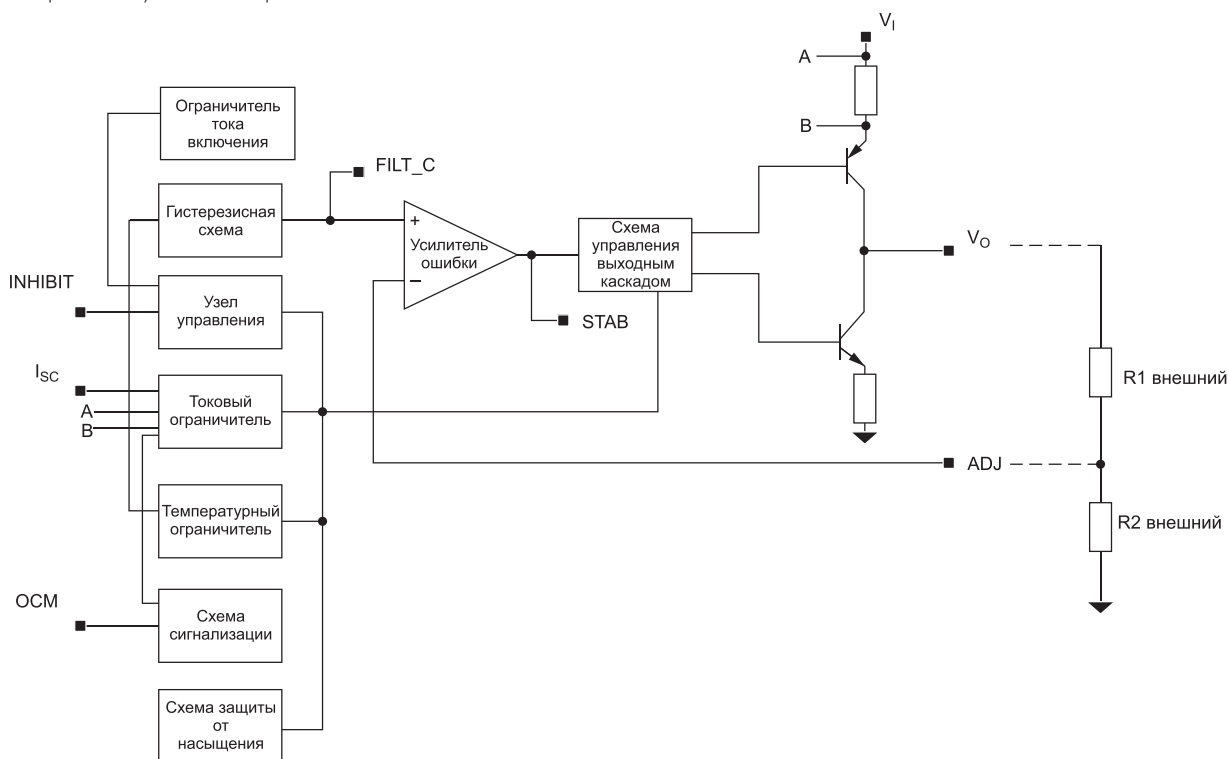 V_I
A
Ограничитель
тока
включения
B
FILT_C
Гистерезисная
схема
+
Усилитель
ошибки
–
Схема
управления
выходным
каскадом
V_O
INHIBIT
Узел
управления
STAB
I_SC
A
B
Токовый
ограничитель
R1 внешний
ADJ
Температурный
ограничитель
R2 внешний
OCM
Схема
сигнализации
Схема защиты
от
насыщения